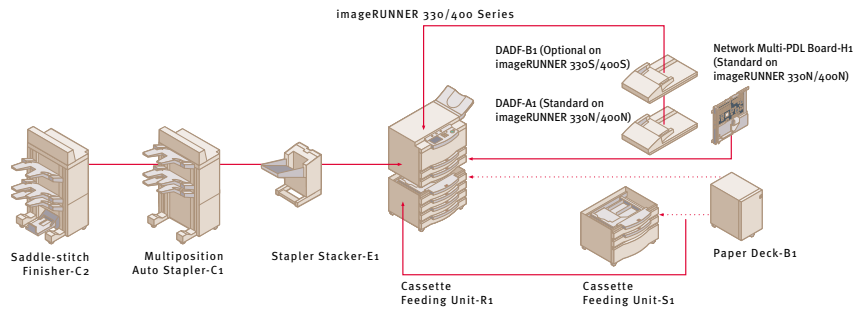 imageRUNNER 330/400 Series
DADF-B1 (Optional on
imageRUNNER 330S/400S)
Network Multi-PDL Board-H1
(Standard on
imageRUNNER 330N/400N)
DADF-A1 (Standard on
imageRUNNER 330N/400N)
Saddle-stitch
Finisher-C2
Multiposition
Auto Stapler-C1
Stapler Stacker-E1
Paper Deck-B1
Cassette
Feeding Unit-R1
Cassette
Feeding Unit-S1